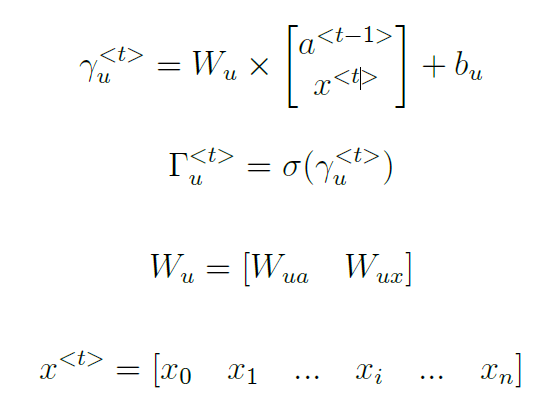 γ_u^{<t>} = W_u × [a^{<t−1>} x^{<t>}] + b_u
Γ_u^{<t>} = σ(γ_u^{<t>})
W_u = [W_{ua} W_{ux}]
x^{<t>} = [x_0 x_1 ... x_i ... x_n]